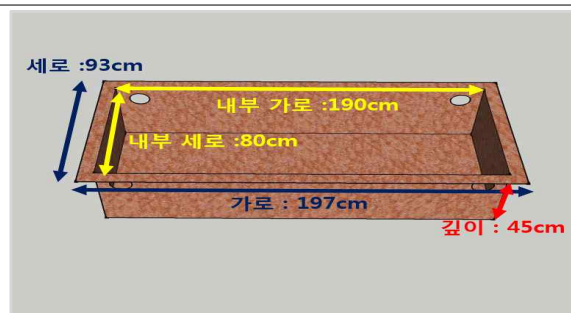 세로 :93cm
내부 가로 :190cm
내부 세로 :80cm
가로 : 197cm
깊이 : 45cm